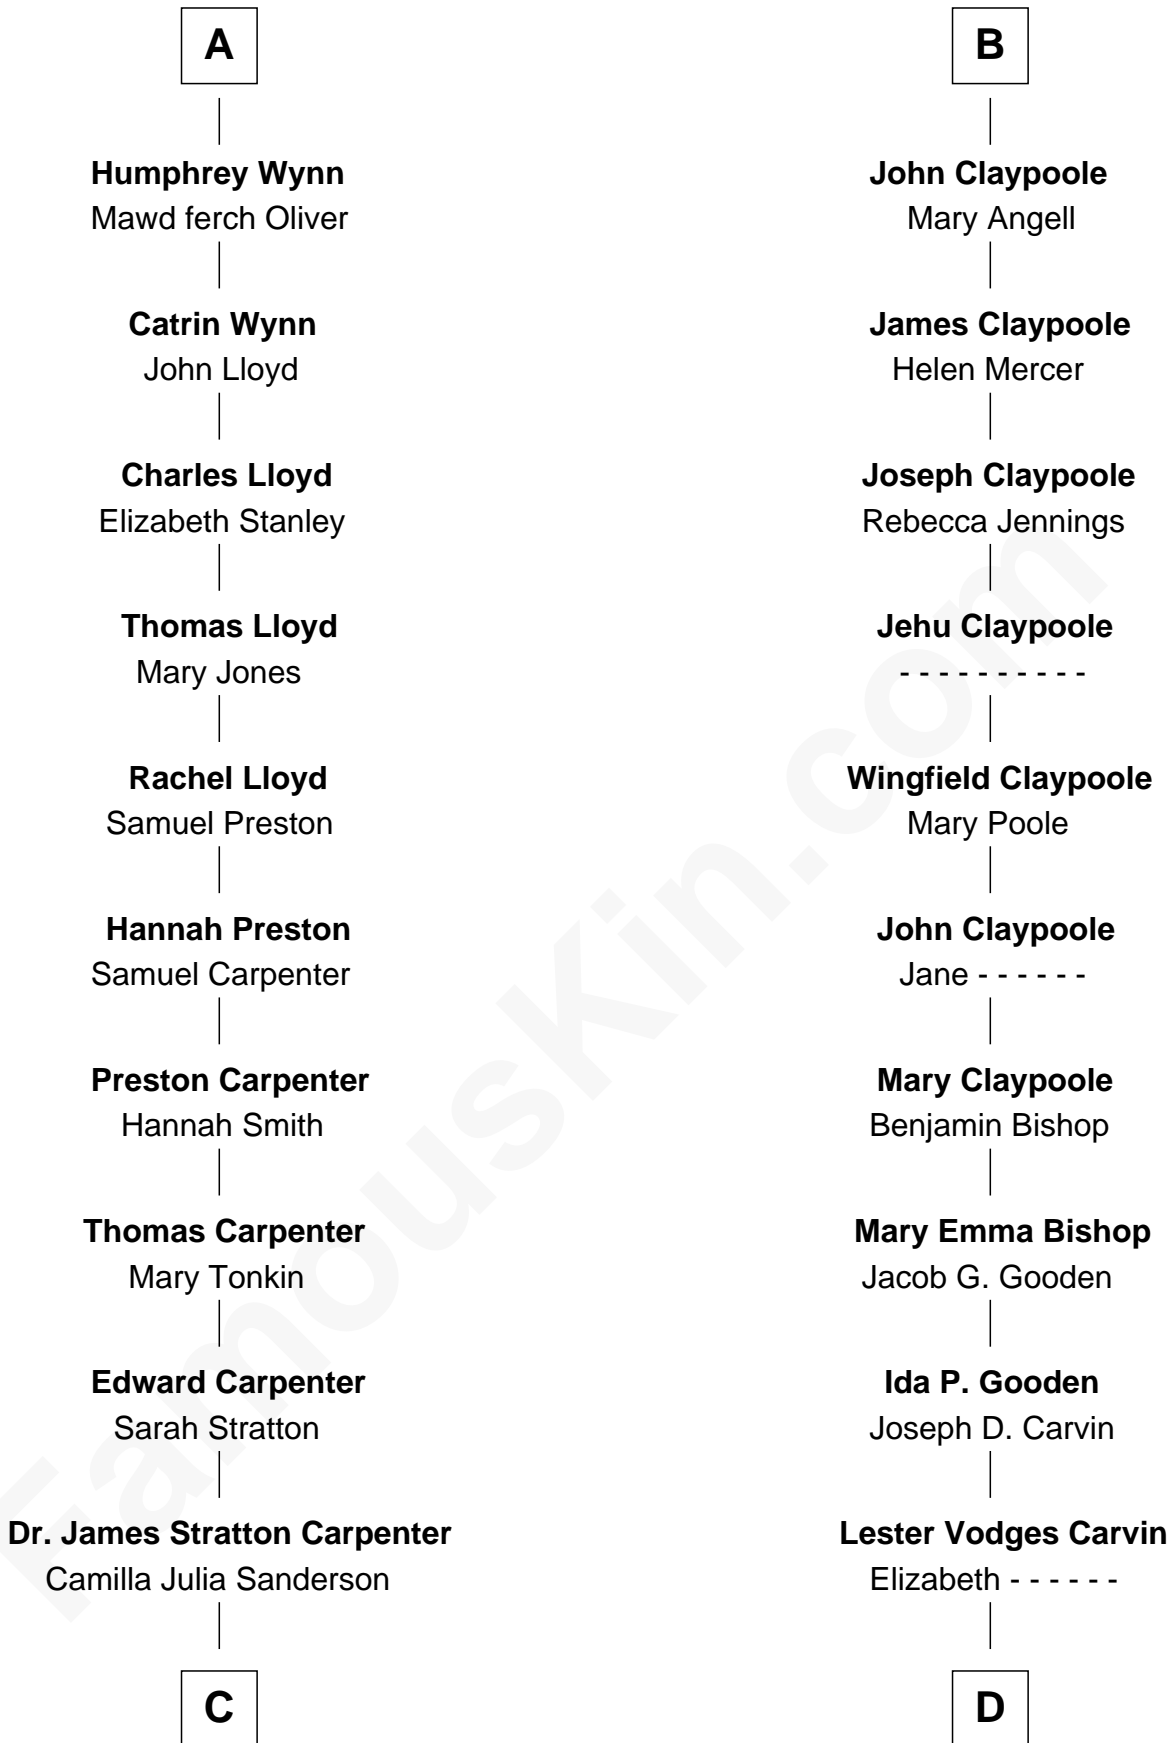 A
Humphrey Wynn
Mawd ferch Oliver
Catrin Wynn
John Lloyd
Charles Lloyd
Elizabeth Stanley
Thomas Lloyd
Mary Jones
Rachel Lloyd
Samuel Preston
Hannah Preston
Samuel Carpenter
Preston Carpenter
Hannah Smith
Thomas Carpenter
Mary Tonkin
Edward Carpenter
Sarah Stratton
Dr. James Stratton Carpenter
Camilla Julia Sanderson
C
B
John Claypoole
Mary Angell
James Claypoole
Helen Mercer
Joseph Claypoole
Rebecca Jennings
Jehu Claypoole
- - - - - - - - - -
Wingfield Claypoole
Mary Poole
John Claypoole
Jane - - - - - -
Mary Claypoole
Benjamin Bishop
Mary Emma Bishop
Jacob G. Gooden
Ida P. Gooden
Joseph D. Carvin
Lester Vodges Carvin
Elizabeth - - - - - -
D
FamousKin.com